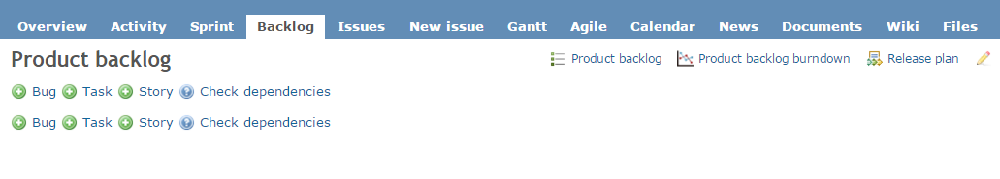 Overview Activity Sprint Backlog Issues New issue Gantt Agile Calendar News Documents Wiki Files
Product backlog Product backlog Product backlog burndown Release plan
Bug Task Story Check dependencies
Bug Task Story Check dependencies